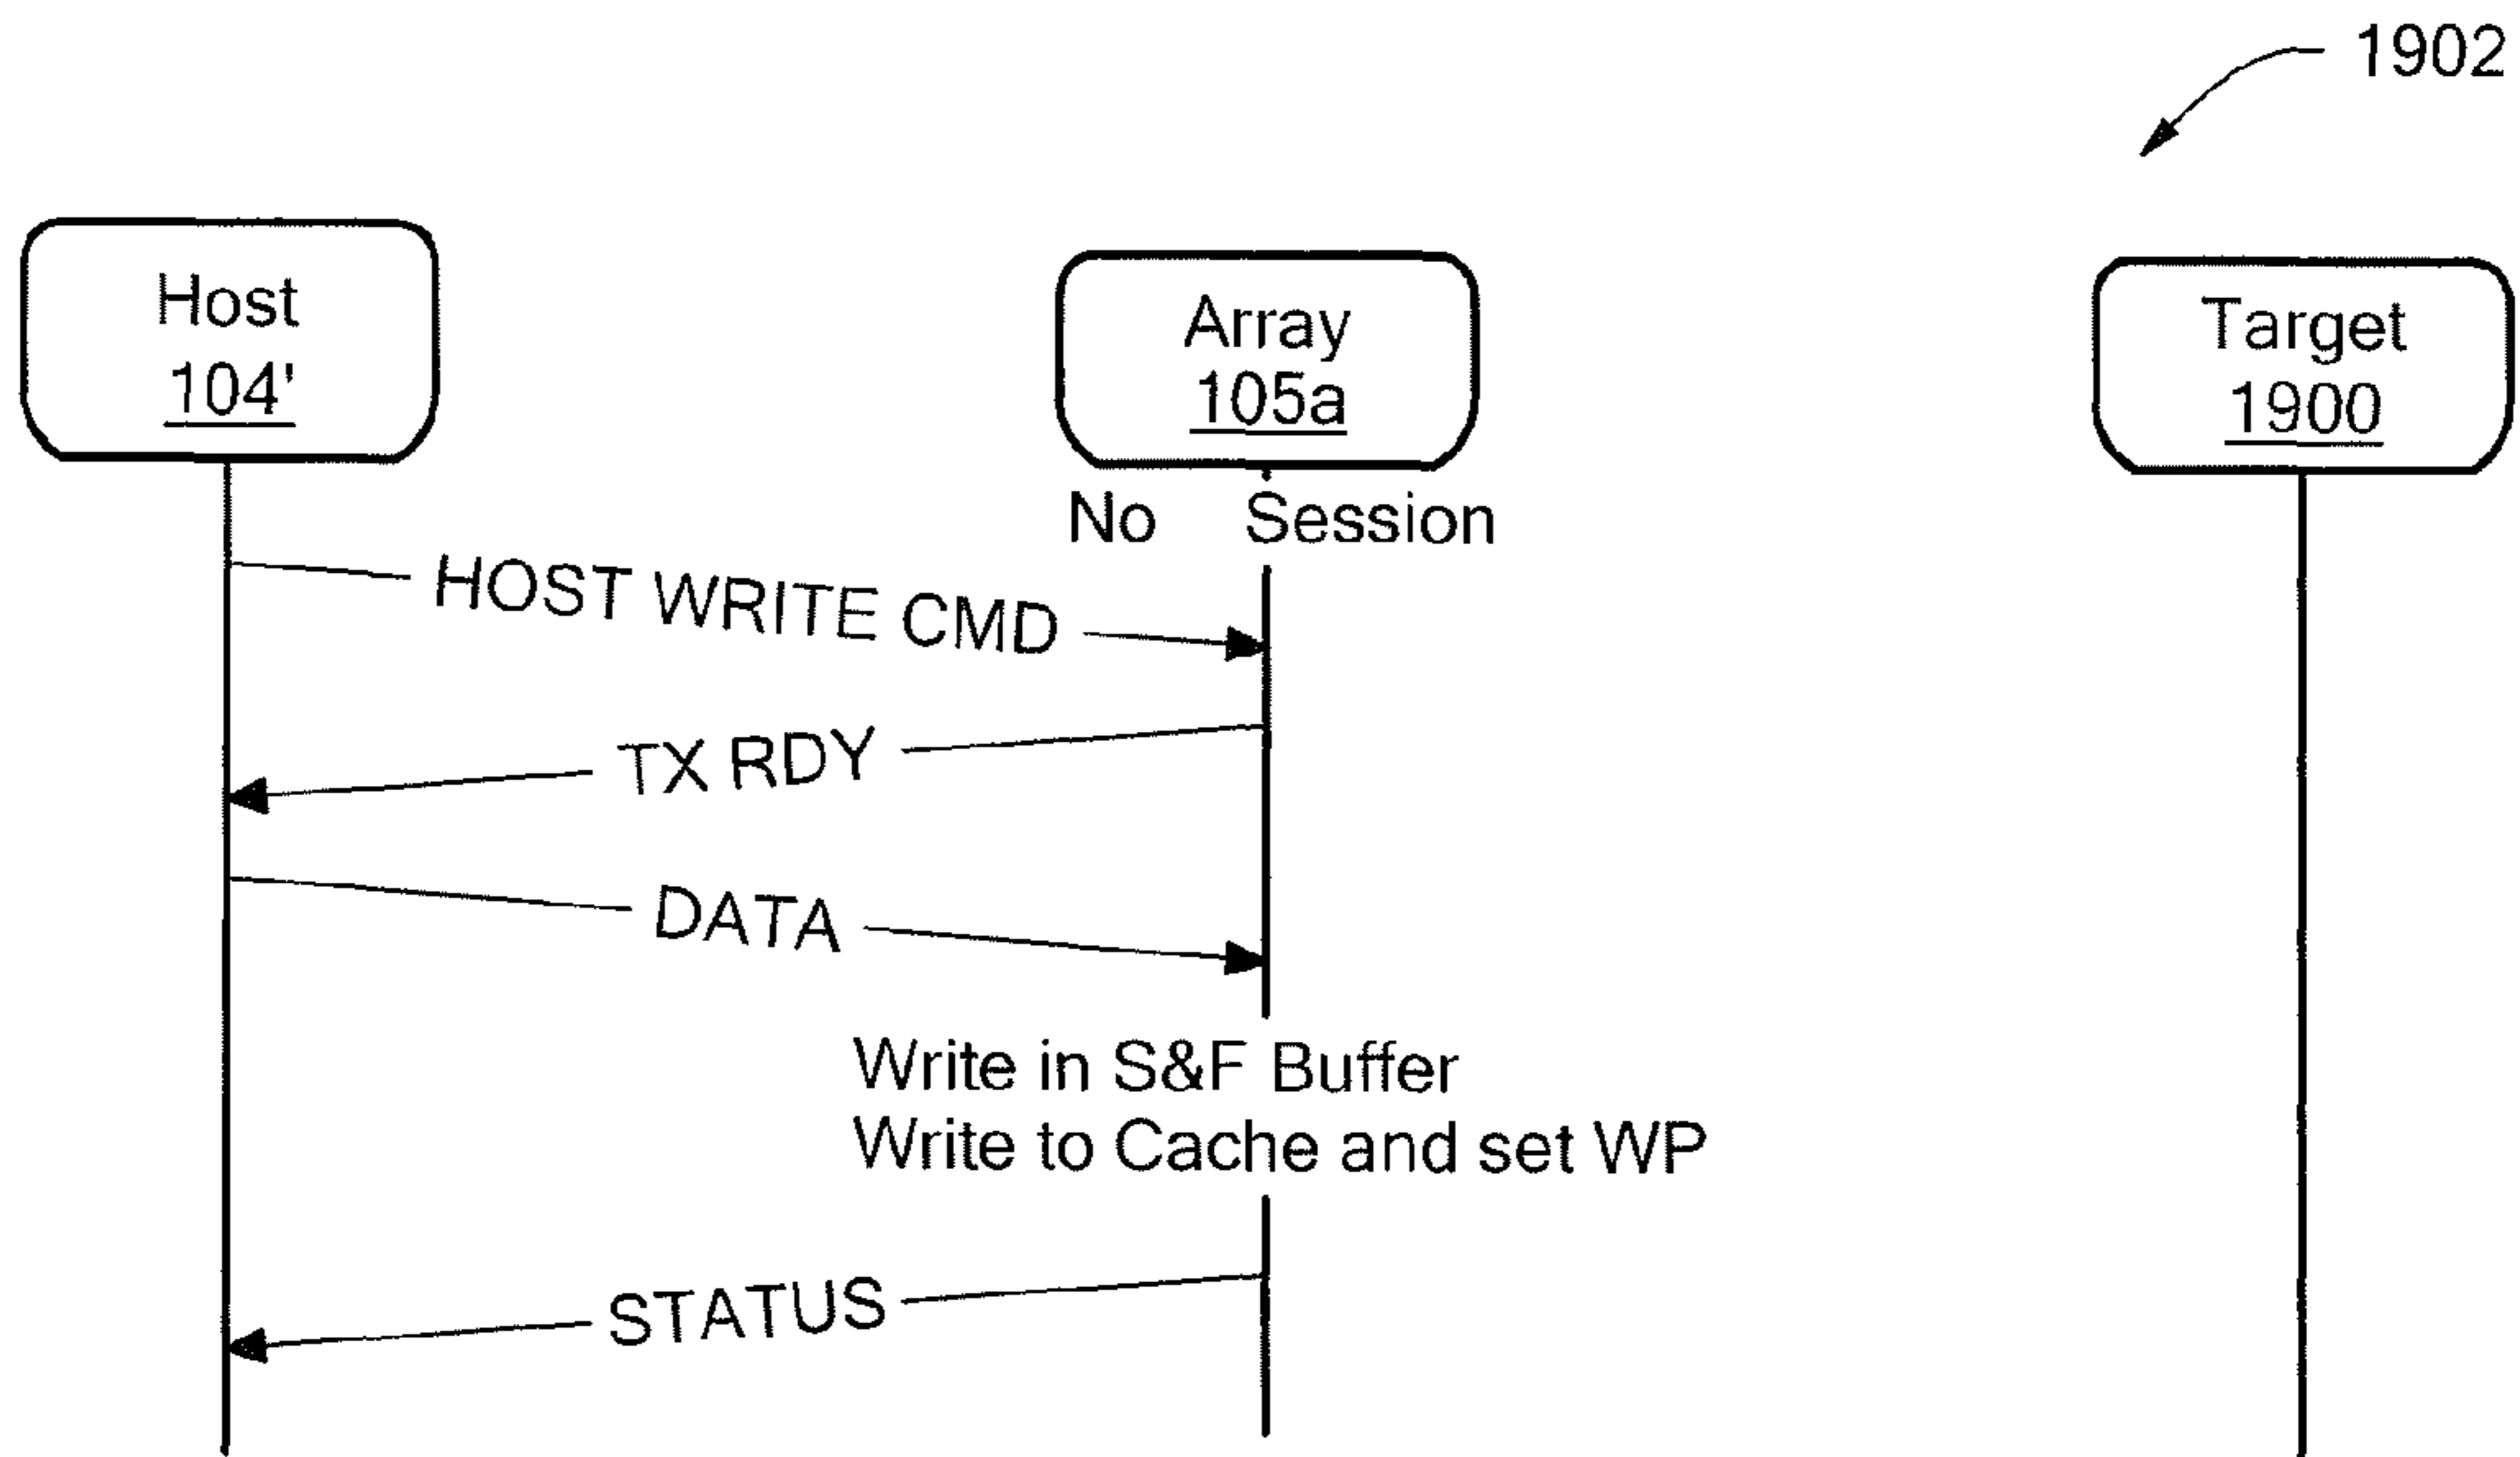 1902
Host
104'
Array
105a
Target
1900
No Session
HOST WRITE CMD
TX RDY
DATA
Write in S&F Buffer
Write to Cache and set WP
STATUS